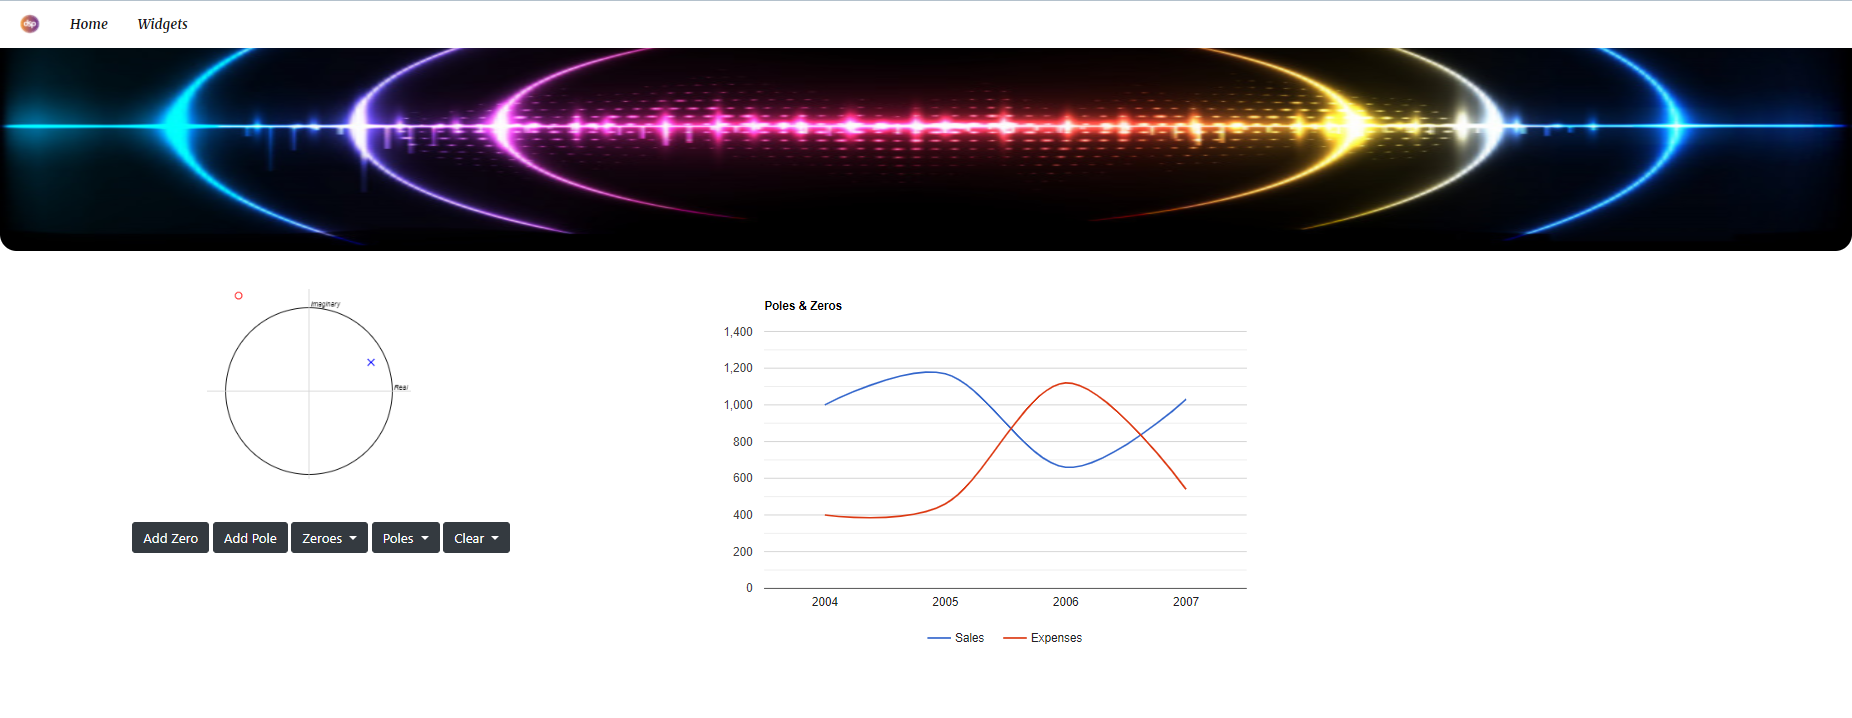 dsp
Home
Widgets
Imaginary
Real
Add Zero
Add Pole
Zeroes
Poles
Clear
Poles & Zeros
1,400
1,200
1,000
800
600
400
200
0
2004 2005 2006 2007
Sales Expenses